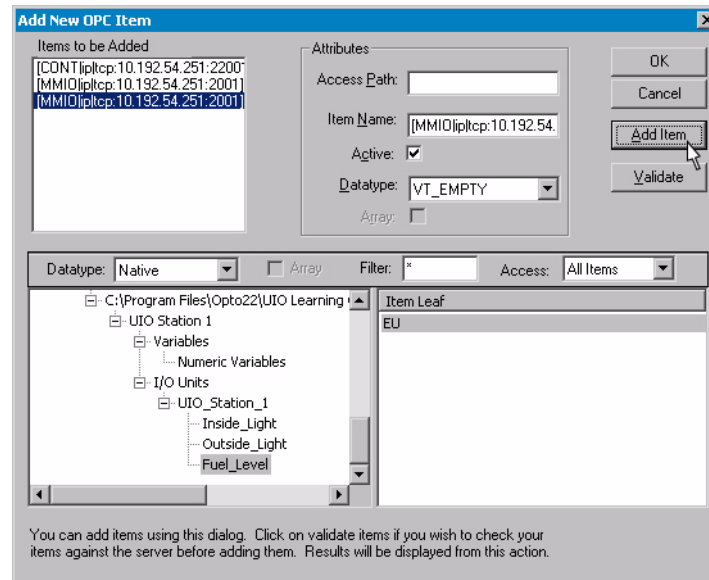 Add New OPC Item
Items to be Added
[CONT|ip|tcp:10.192.54.251:2200
[MMIO|ip|tcp:10.192.54.251:2001]
[MMIO|ip|tcp:10.192.54.251:2001]
Attributes
Access Path:
Item Name: [MMIO|ip|tcp:10.192.54.
Active:
Datatype: VT_EMPTY
Array:
OK
Cancel
Add Item
Validate
Datatype: Native Array Filter: * Access: All Items
C:\Program Files\Opto22\UIO Learning
UIO Station 1
Variables
Numeric Variables
I/O Units
UIO_Station_1
Inside_Light
Outside_Light
Fuel_Level
Item Leaf
EU
You can add items using this dialog. Click on validate items if you wish to check your
items against the server before adding them. Results will be displayed from this action.